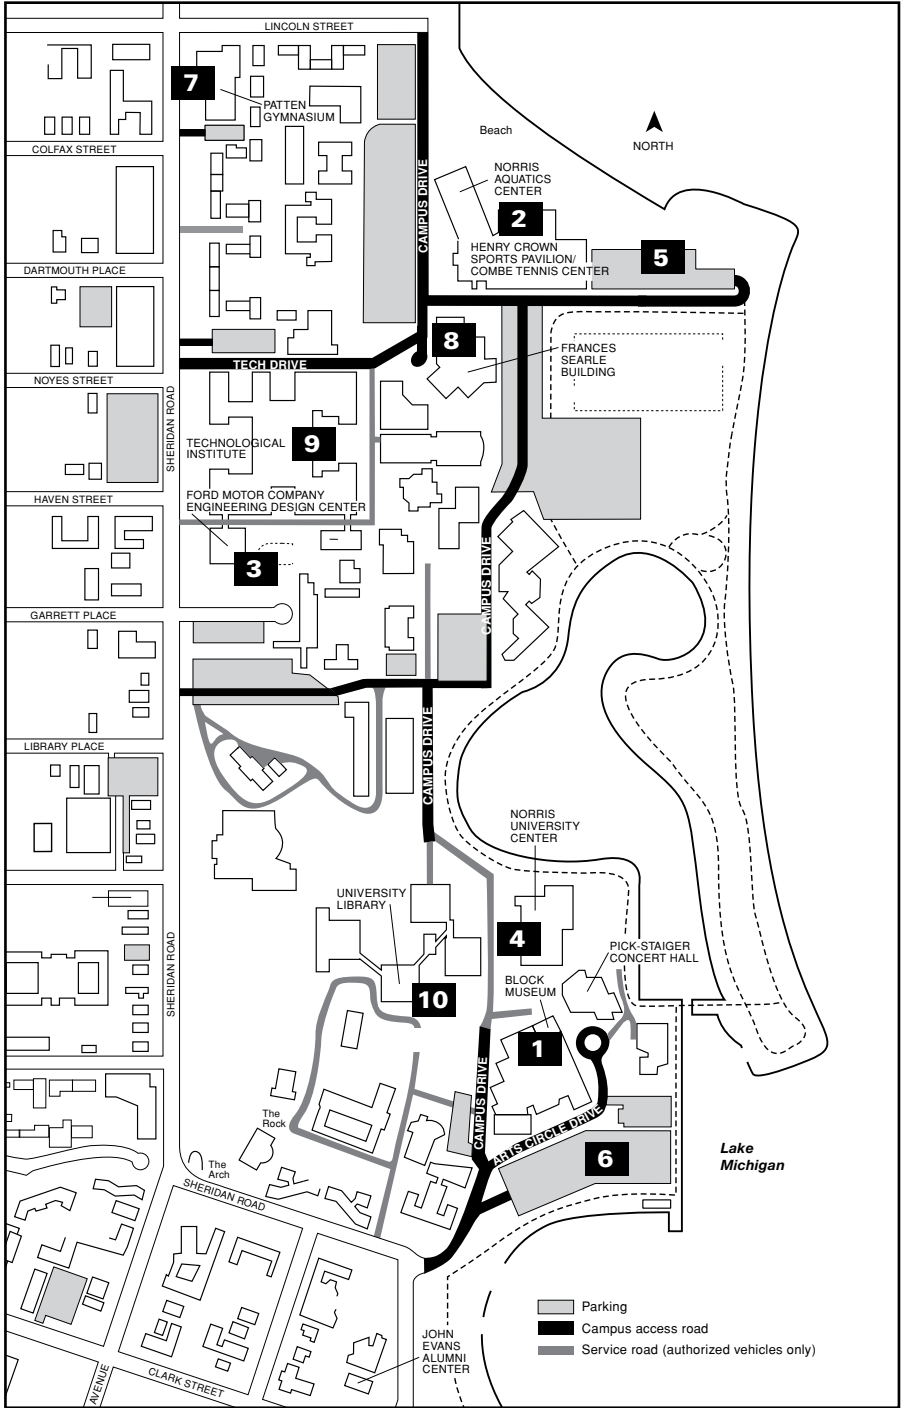 LINCOLN STREET
7
PATTEN
GYMNASIUM
Beach
NORTH
COLFAX STREET
CAMPUS DRIVE
NORRIS
AQUATICS
CENTER
2
HENRY CROWN
SPORTS PAVILION/
COMBE TENNIS CENTER
5
DARTMOUTH PLACE
8
FRANCES
SEARLE
BUILDING
TECH DRIVE
NOYES STREET
SHERIDAN ROAD
TECHNOLOGICAL
INSTITUTE
9
HAVEN STREET
FORD MOTOR COMPANY
ENGINEERING DESIGN CENTER
3
CAMPUS DRIVE
GARRETT PLACE
CAMPUS DRIVE
LIBRARY PLACE
NORRIS
UNIVERSITY
CENTER
UNIVERSITY
LIBRARY
4
PICK-STAIGER
CONCERT HALL
SHERIDAN ROAD
BLOCK
MUSEUM
10
1
CAMPUS DRIVE
ARTS CIRCLE DRIVE
The
Rock
6
Lake
Michigan
The
Arch
SHERIDAN ROAD
Parking
Campus access road
Service road (authorized vehicles only)
JOHN
EVANS
ALUMNI
CENTER
CLARK STREET
AVENUE